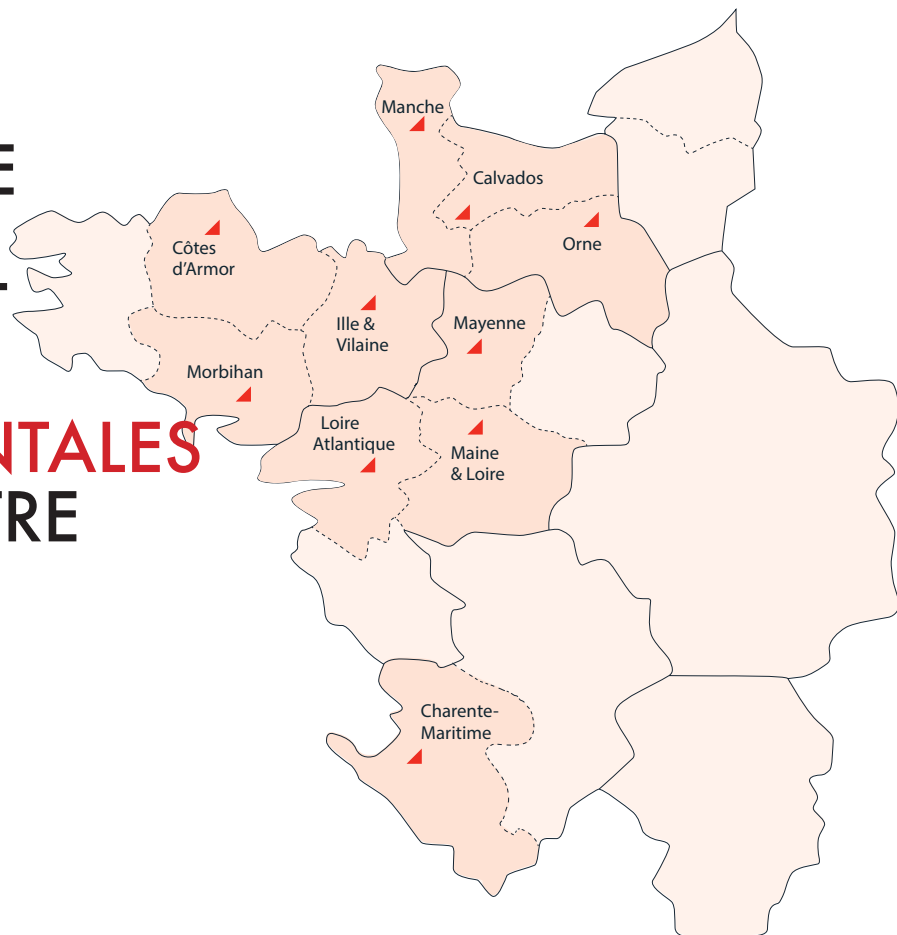 E
NTALES
TRE
Manche
Calvados
Orne
Côtes
d'Armor
Ille &
Vilaine
Mayenne
Morbihan
Loire
Atlantique
Maine
& Loire
Charente-
Maritime